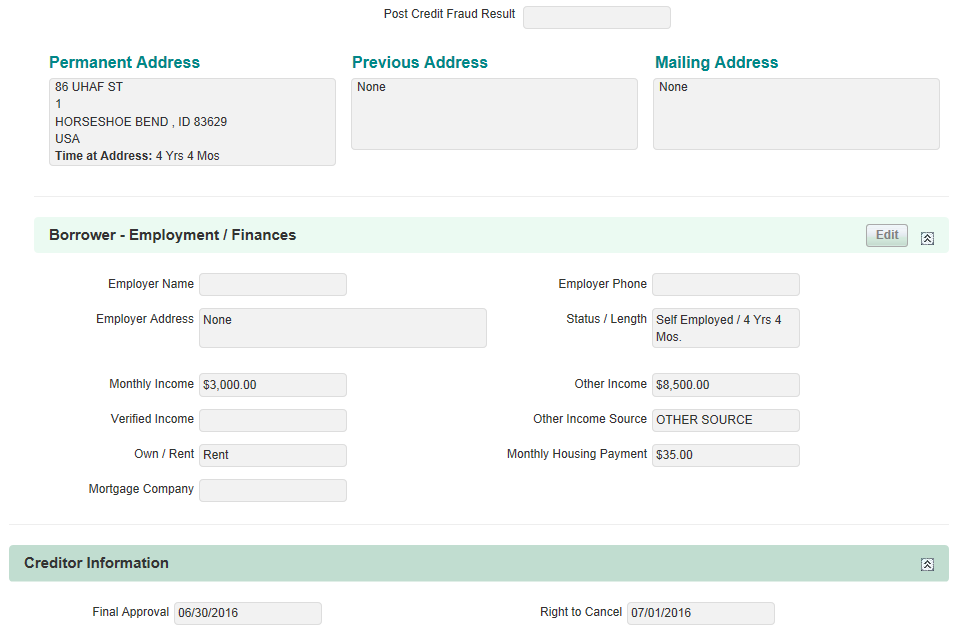 Post Credit Fraud Result
Permanent Address
86 UHAF ST
1
HORSESHOE BEND , ID 83629
USA
Time at Address: 4 Yrs 4 Mos
Previous Address
None
Mailing Address
None
Borrower - Employment / Finances
Edit
Employer Name
Employer Phone
Employer Address None
Status / Length Self Employed / 4 Yrs 4
Mos.
Monthly Income $3,000.00
Other Income $8,500.00
Verified Income
Other Income Source OTHER SOURCE
Own / Rent Rent
Monthly Housing Payment $35.00
Mortgage Company
Creditor Information
Final Approval 06/30/2016
Right to Cancel 07/01/2016